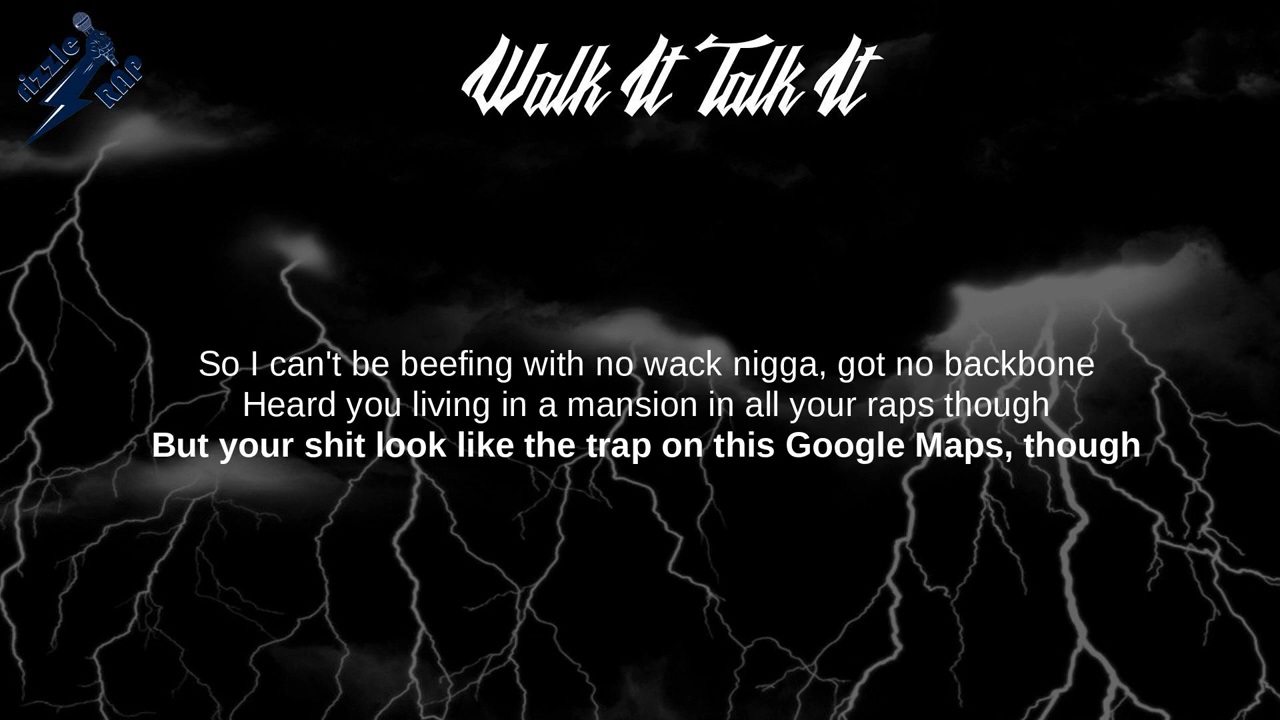 rizzle
RAP
Walk It Talk It
So I can't be beefing with no wack nigga, got no backbone
Heard you living in a mansion in all your raps though
But your shit look like the trap on this Google Maps, though